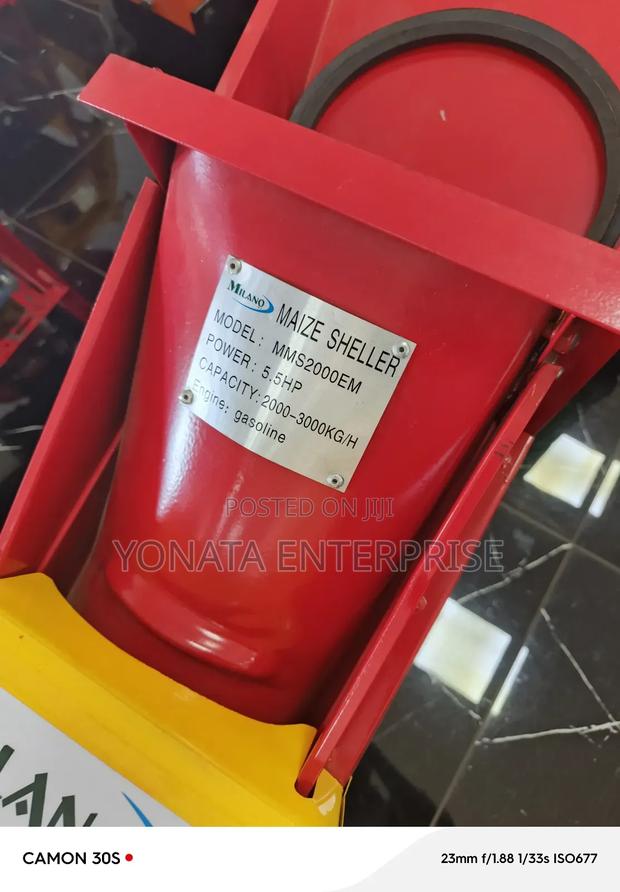 MILANO MAIZE SHELLER
MODEL: MMS2000EM
POWER: 5.5HP
CAPACITY: 2000-3000KG/H
Engine: gasoline
POSTED ON JIJI
YONATA ENTERPRISE
LAN
CAMON 30S
23mm f/1.88 1/33s ISO677